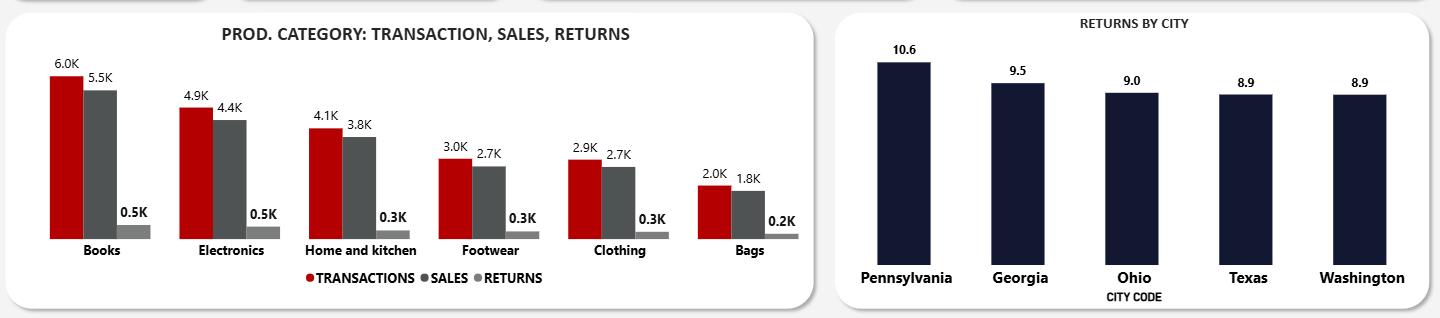 PROD. CATEGORY: TRANSACTION, SALES, RETURNS
6.0K
5.5K
0.5K
4.9K
4.4K
0.5K
4.1K
3.8K
0.3K
3.0K
2.7K
0.3K
2.9K
2.7K
0.3K
2.0K
1.8K
0.2K
Books Electronics Home and kitchen Footwear Clothing Bags
TRANSACTIONS SALES RETURNS
RETURNS BY CITY
10.6
9.5
9.0
8.9
8.9
Pennsylvania Georgia Ohio Texas Washington
CITY CODE